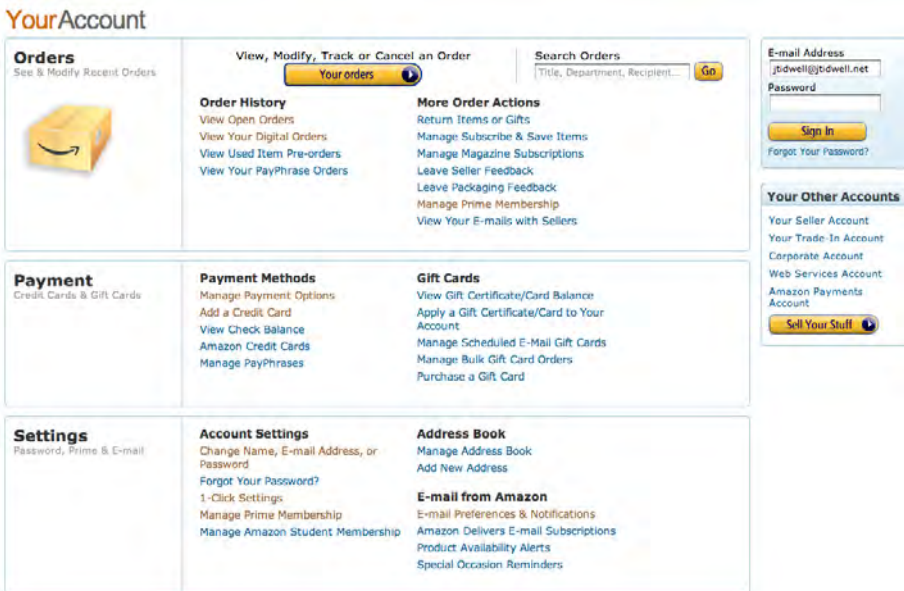 YourAccount
Orders
See & Modify Recent Orders
View, Modify, Track or Cancel an Order
Your orders
Search Orders
Title, Department, Recipient...
Go
Order History
View Open Orders
View Your Digital Orders
View Used Item Pre-orders
View Your PayPhrase Orders
More Order Actions
Return Items or Gifts
Manage Subscribe & Save Items
Manage Magazine Subscriptions
Leave Seller Feedback
Leave Packaging Feedback
Manage Prime Membership
View Your E-mails with Sellers
Payment
Credit Cards & Gift Cards
Payment Methods
Manage Payment Options
Add a Credit Card
View Check Balance
Amazon Credit Cards
Manage PayPhrases
Gift Cards
View Gift Certificate/Card Balance
Apply a Gift Certificate/Card to Your
Account
Manage Scheduled E-Mail Gift Cards
Manage Bulk Gift Card Orders
Purchase a Gift Card
Settings
Password, Prime & E-mail
Account Settings
Change Name, E-mail Address, or
Password
Forgot Your Password?
1-Click Settings
Manage Prime Membership
Manage Amazon Student Membership
Address Book
Manage Address Book
Add New Address
E-mail from Amazon
E-mail Preferences & Notifications
Amazon Delivers E-mail Subscriptions
Product Availability Alerts
Special Occasion Reminders
E-mail Address
jtidwell@jtidwell.net
Password
Sign In
Forgot Your Password?
Your Other Accounts
Your Seller Account
Your Trade-In Account
Corporate Account
Web Services Account
Amazon Payments
Account
Sell Your Stuff